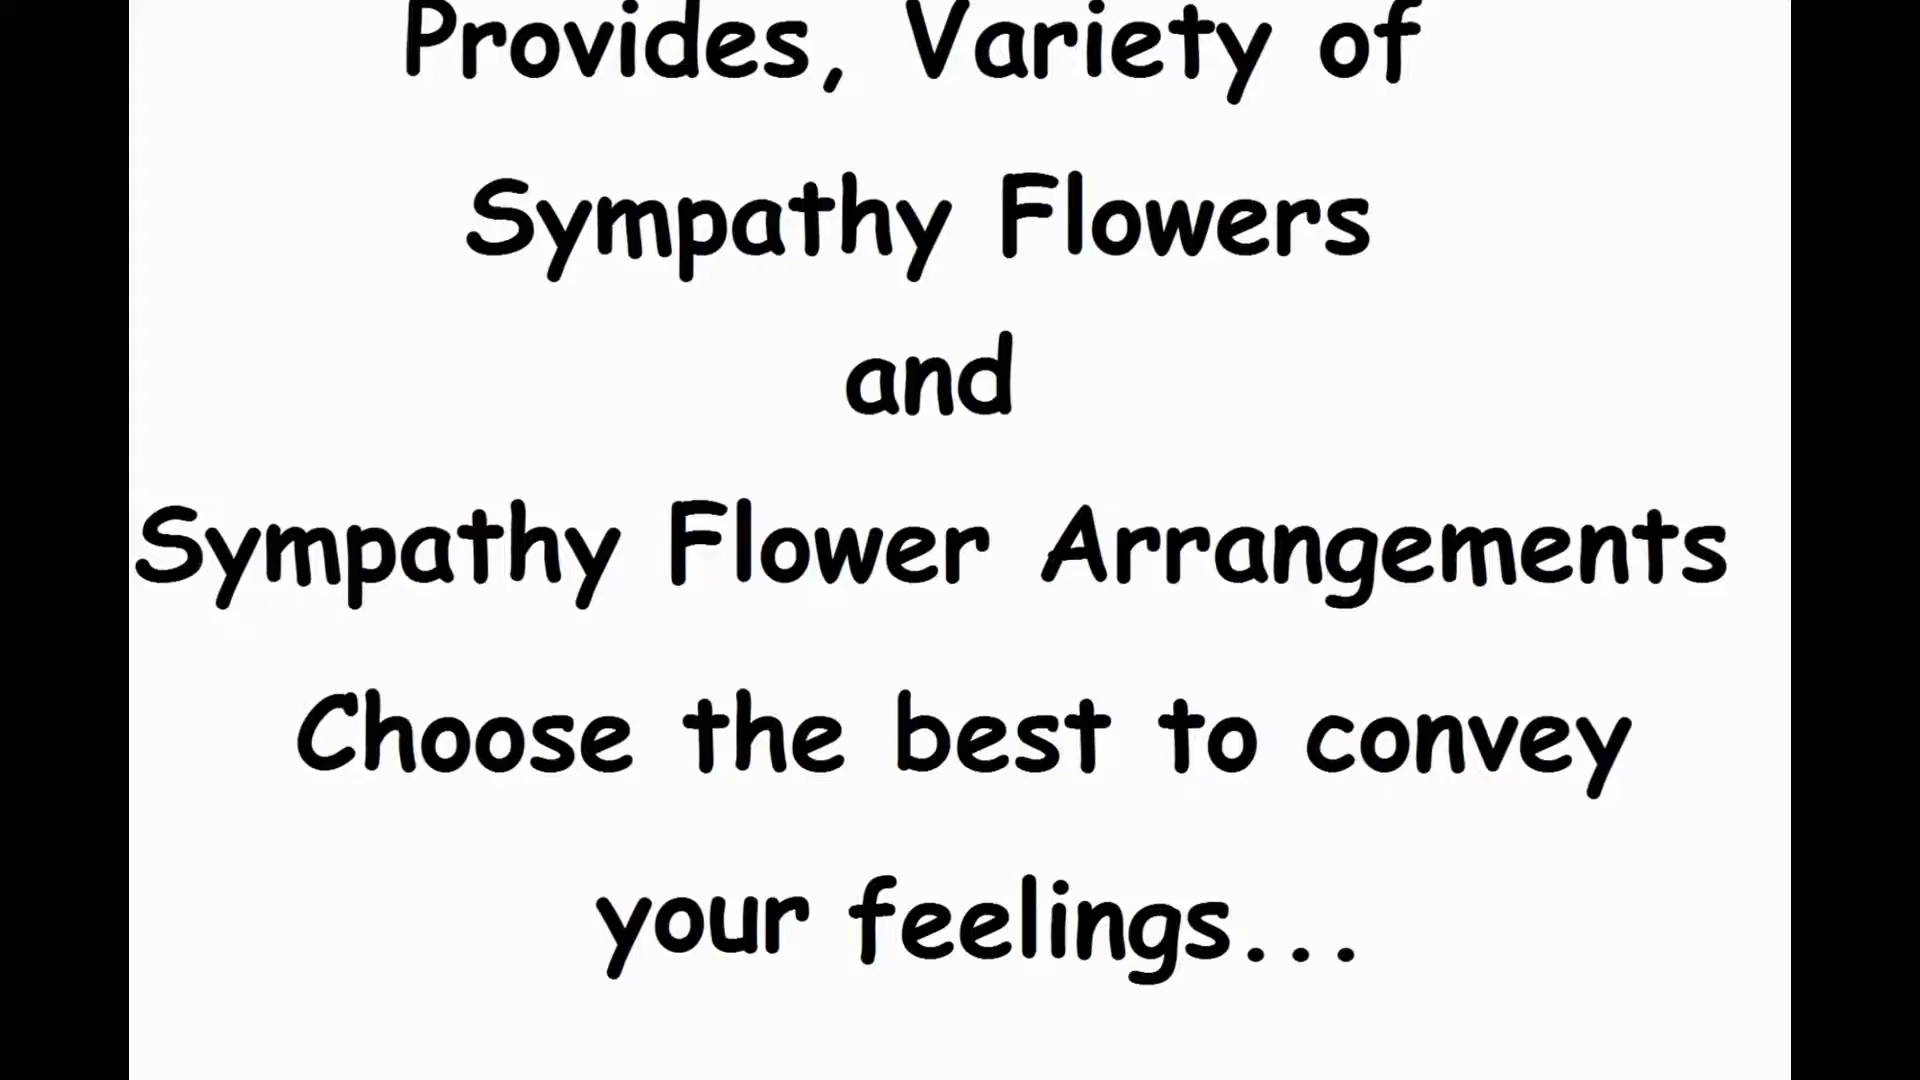 Provides, Variety of
Sympathy Flowers
and
Sympathy Flower Arrangements
Choose the best to convey
your feelings...